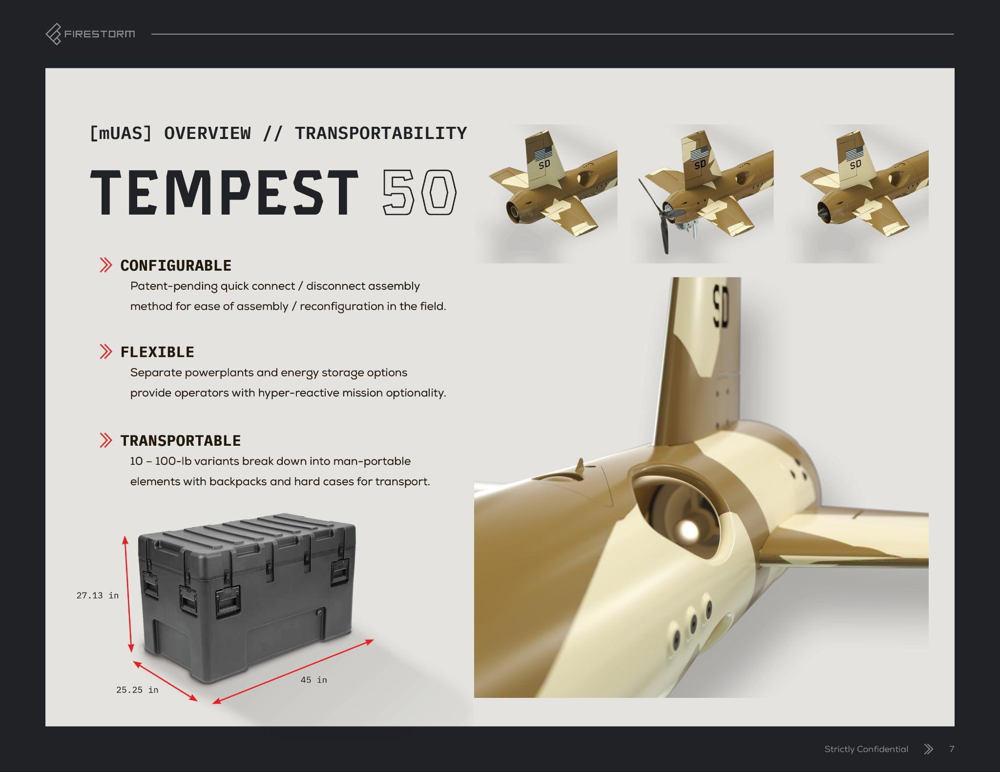 FIRESTORM
[mUAS] OVERVIEW // TRANSPORTABILITY
TEMPEST 50
SD
SD
SD
CONFIGURABLE
Patent-pending quick connect / disconnect assembly
method for ease of assembly / reconfiguration in the field.
SD
FLEXIBLE
Separate powerplants and energy storage options
provide operators with hyper-reactive mission optionality.
TRANSPORTABLE
10 – 100-lb variants break down into man-portable
elements with backpacks and hard cases for transport.
27.13 in
25.25 in
45 in
Strictly Confidential
7